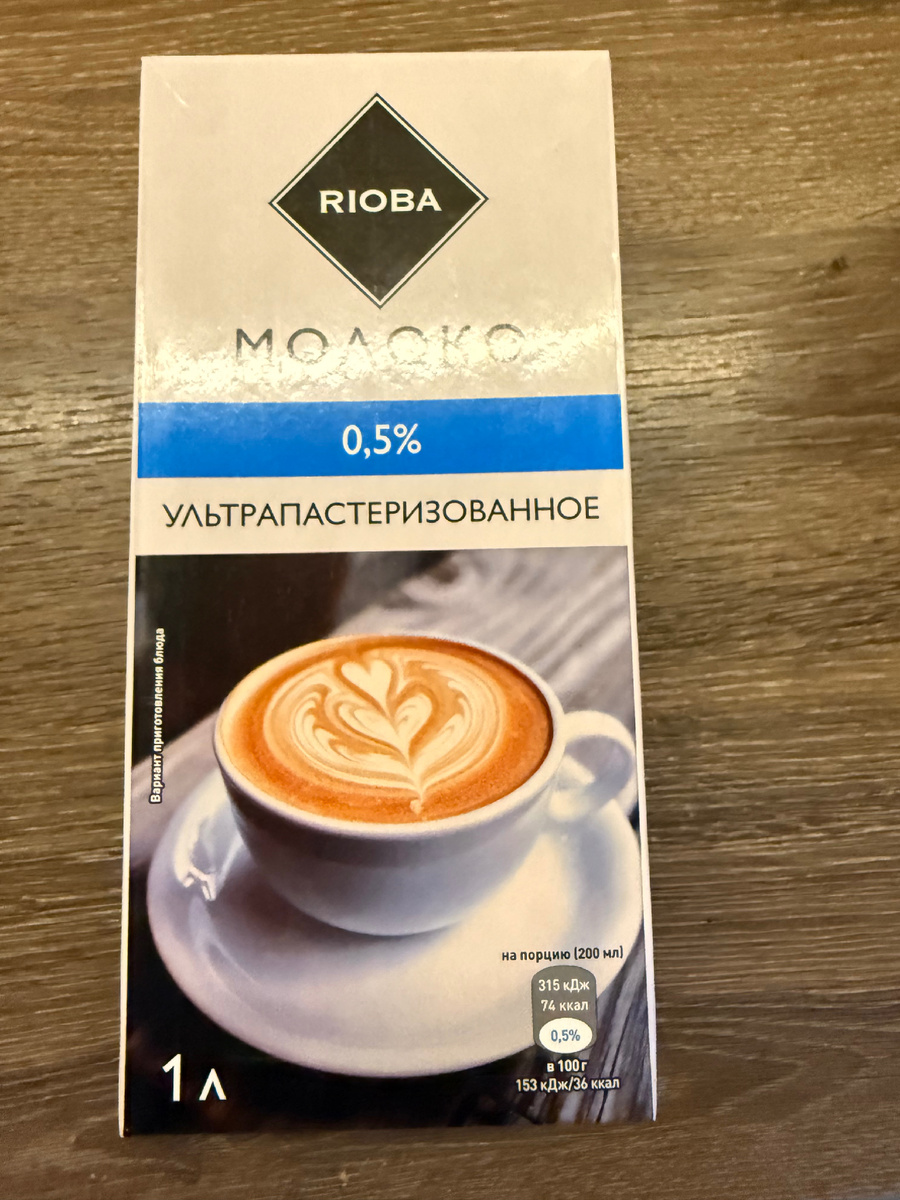 RIOBA
МОЛОКО
0,5%
УЛЬТРАПАСТЕРИЗОВАННОЕ
Вариант приготовления блюда
на порцию (200 мл)
315 кДж
74 ккал
0,5%
в 100 г
153 кДж/36 ккал
1 л